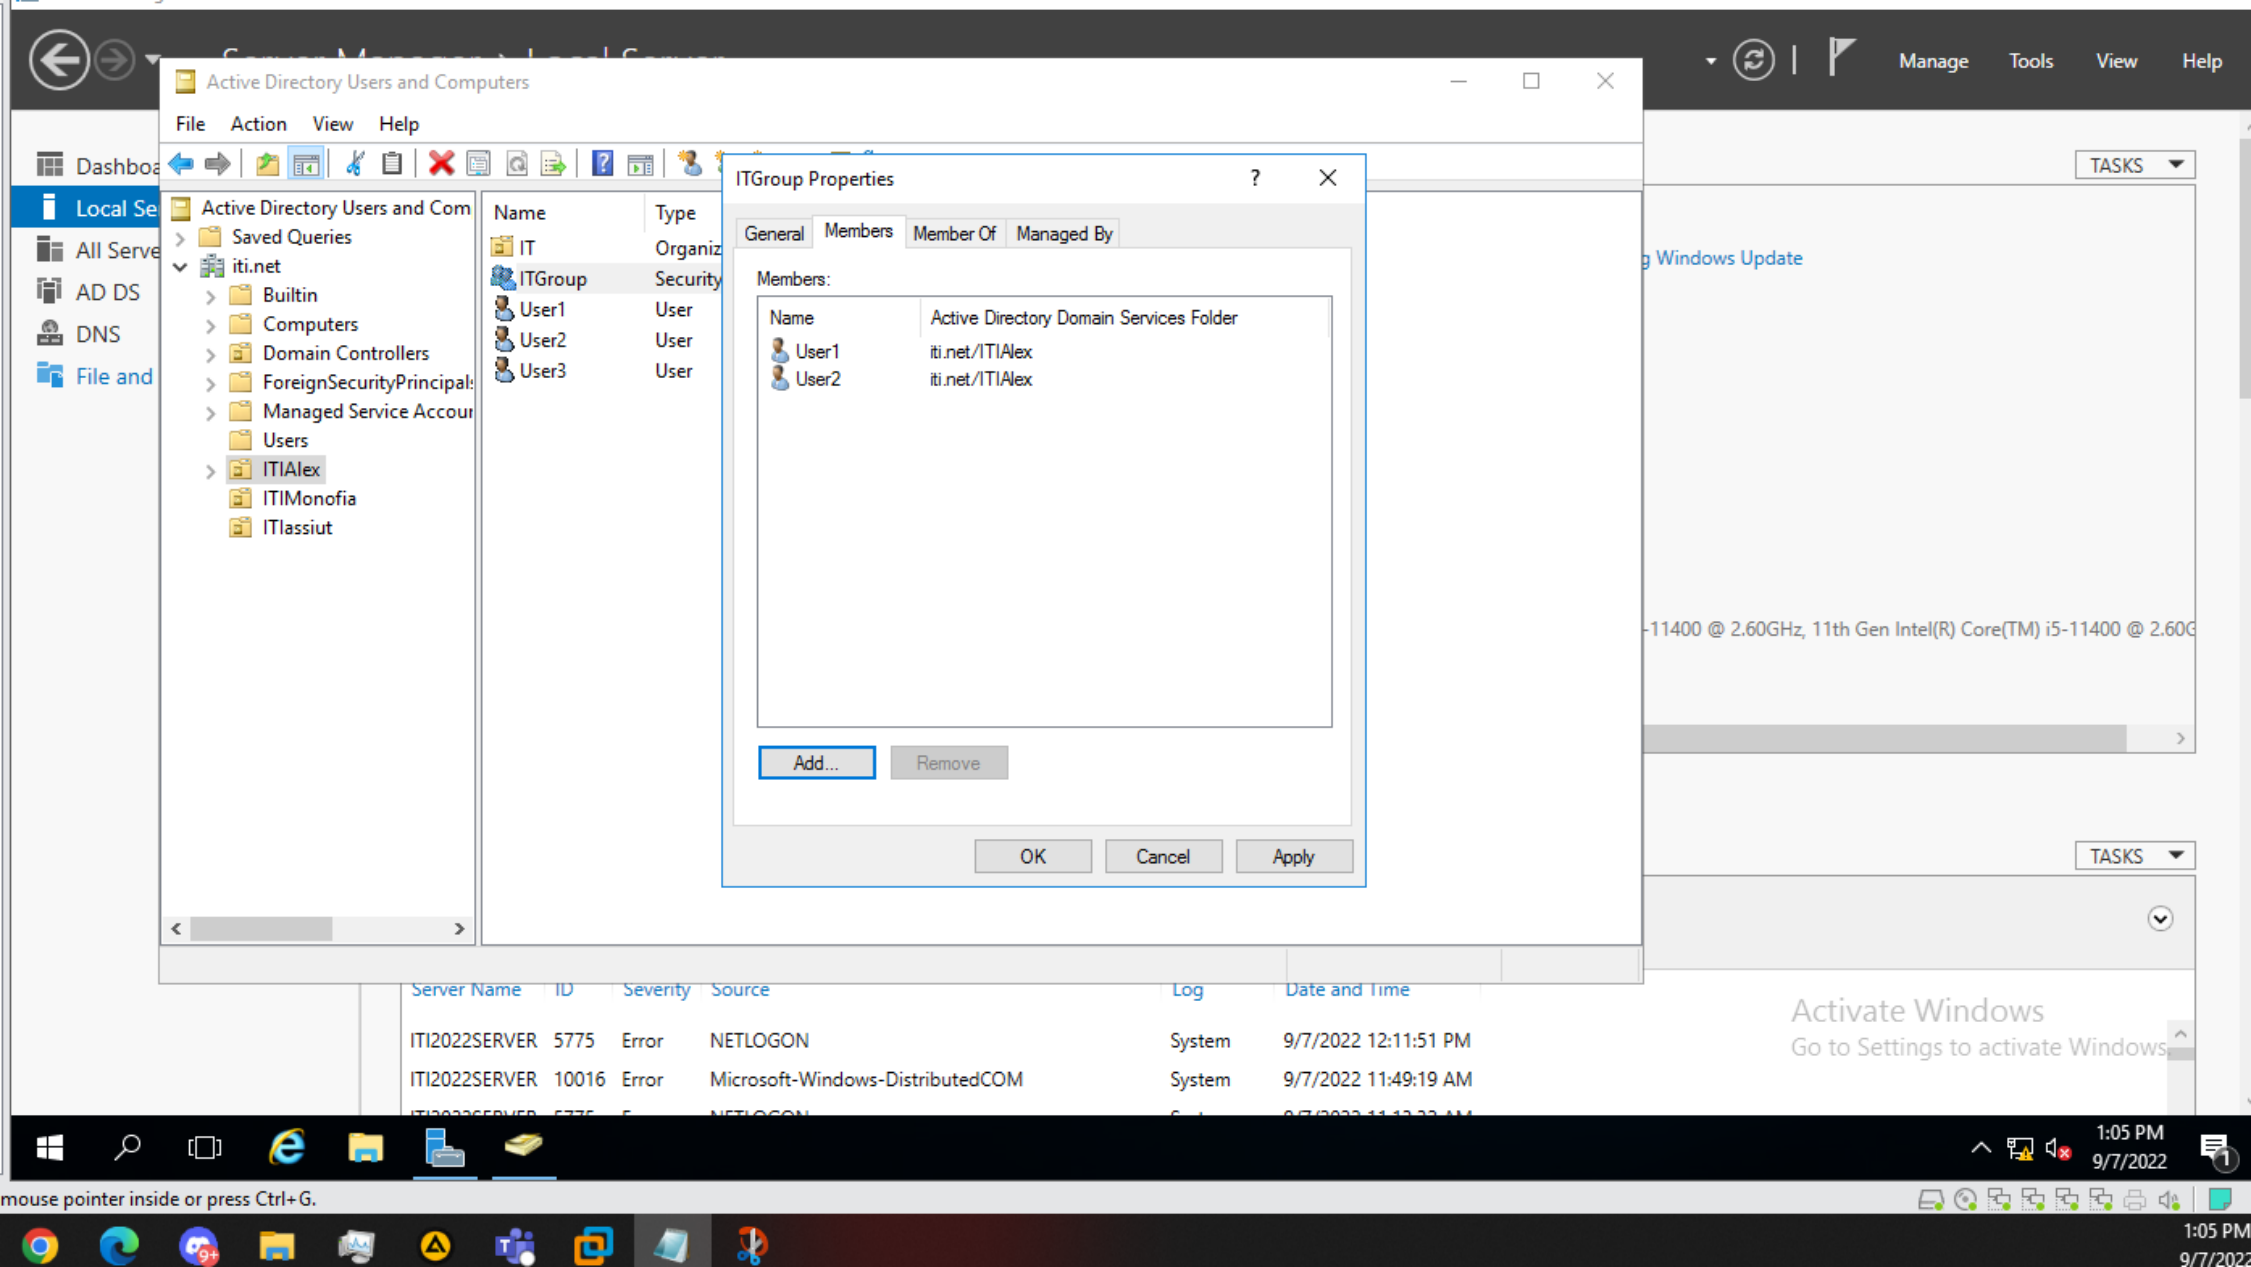 Active Directory Users and Computers
Manage
Tools
View
Help
File
Action
View
Help
Dashboa
Local Se
All Serve
AD DS
DNS
File and
Active Directory Users and Com
Saved Queries
iti.net
Builtin
Computers
Domain Controllers
ForeignSecurityPrincipals
Managed Service Accour
Users
ITIAlex
ITIMonofia
ITIassiut
Name
Type
IT
Organiz
ITGroup
Security
User1
User
User2
User
User3
User
ITGroup Properties
?
General
Members
Member Of
Managed By
Members:
Name
Active Directory Domain Services Folder
User1
iti.net/ITIAlex
User2
iti.net/ITIAlex
Add...
Remove
OK
Cancel
Apply
TASKS
g Windows Update
-11400 @ 2.60GHz, 11th Gen Intel(R) Core(TM) i5-11400 @ 2.60G
TASKS
Server Name ID Severity Source Log Date and Time
ITI2022SERVER 5775 Error NETLOGON System 9/7/2022 12:11:51 PM
ITI2022SERVER 10016 Error Microsoft-Windows-DistributedCOM System 9/7/2022 11:49:19 AM
Activate Windows
Go to Settings to activate Windows.
1:05 PM
9/7/2022
1
mouse pointer inside or press Ctrl+G.
9+
1:05 PM
9/7/2022